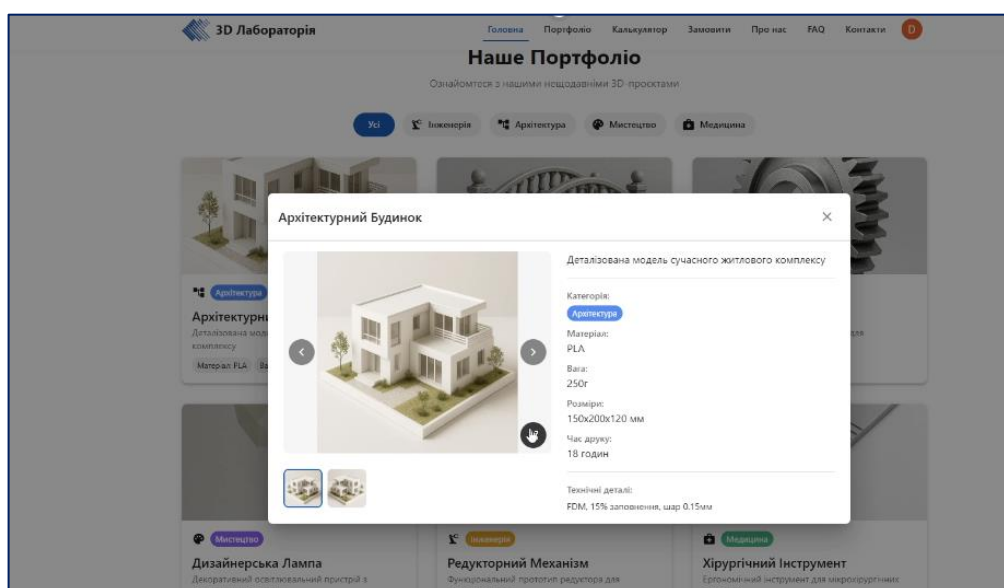 3D Лабораторія
Головна Портфоліо Калькулятор Замовити Про нас FAQ Контакти D
Наше Портфоліо
Ознайомтеся з нашими нещодавніми 3D-проєктами
Усі Інженерія Архітектура Мистецтво Медицина
Архітектурний Будинок
Деталізована модель сучасного житлового комплексу
Категорія:
Архітектура
Матеріал:
PLA
Вага:
250г
Розміри:
150x200x120 мм
Час друку:
18 годин
Технічні деталі:
FDM, 15% заповнення, шар 0.15мм
Архітектура
Деталізована
комплексу
Матеріал: PLA
для
Мистецтво Інженерія Медицина
Дизайнерська Лампа Редукторний Механізм Хірургічний Інструмент
Декоративний освітлювальний пристрій з Функціональний прототип редуктора для Ергономічний інструмент для мікрохірургічних